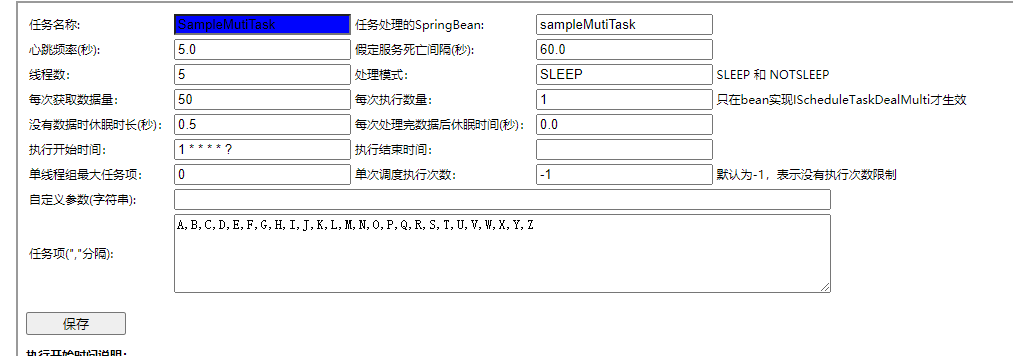 任务名称: SampleMutiTask 任务处理的SpringBean: sampleMutiTask
心跳频率(秒): 5.0 假定服务死亡间隔(秒): 60.0
线程数: 5 处理模式: SLEEP SLEEP 和 NOTSLEEP
每次获取数据量: 50 每次执行数量: 1 只在bean实现IScheduleTaskDealMulti才生效
没有数据时休眠时长(秒): 0.5 每次处理完数据后休眠时间(秒): 0.0
执行开始时间: 1 * * * * ? 执行结束时间:
单线程组最大任务项: 0 单次调度执行次数: -1 默认为-1，表示没有执行次数限制
自定义参数(字符串):
任务项(","分隔): A,B,C,D,E,F,G,H,I,J,K,L,M,N,O,P,Q,R,S,T,U,V,W,X,Y,Z
保存
执行开始时间说明: